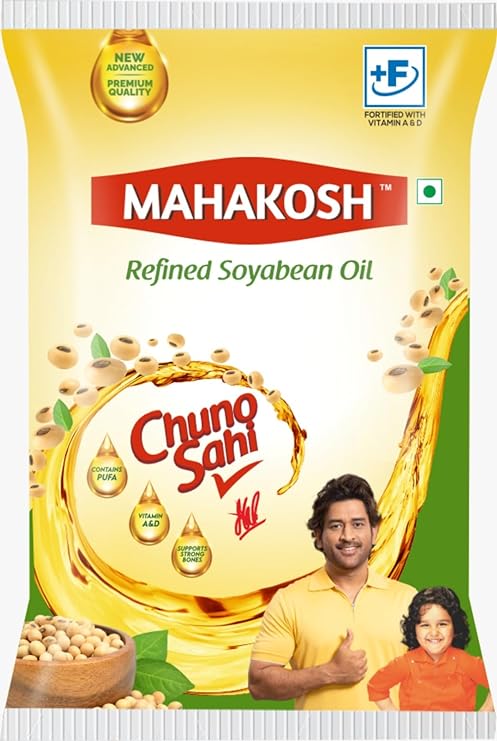 NEW
ADVANCED
PREMIUM
QUALITY
+F
FORTIFIED WITH
VITAMIN A & D
MAHAKOSH™
Refined Soyabean Oil
Chuno
Sahi
CONTAINS
PUFA
VITAMIN
A&D
SUPPORTS
STRONG
BONES